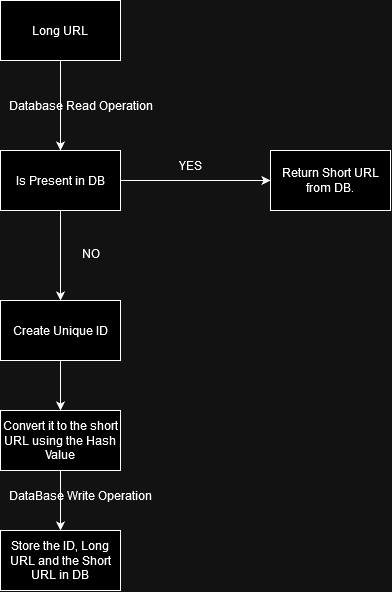 Long URL
Database Read Operation
Is Present in DB
YES
Return Short URL
from DB.
NO
Create Unique ID
Convert it to the short
URL using the Hash
Value
DataBase Write Operation
Store the ID, Long
URL and the Short
URL in DB